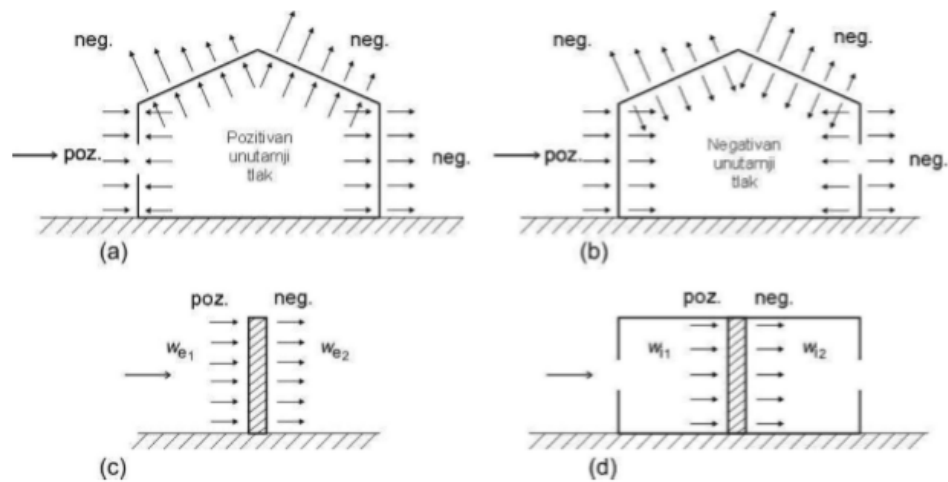 neg.
neg.
poz.
Pozitivan
unutarnji
tlak
neg.
(a)
neg.
neg.
poz.
Negativan
unutarnji
tlak
neg.
(b)
poz.
neg.
we1
we2
(c)
poz.
neg.
wi1
wi2
(d)